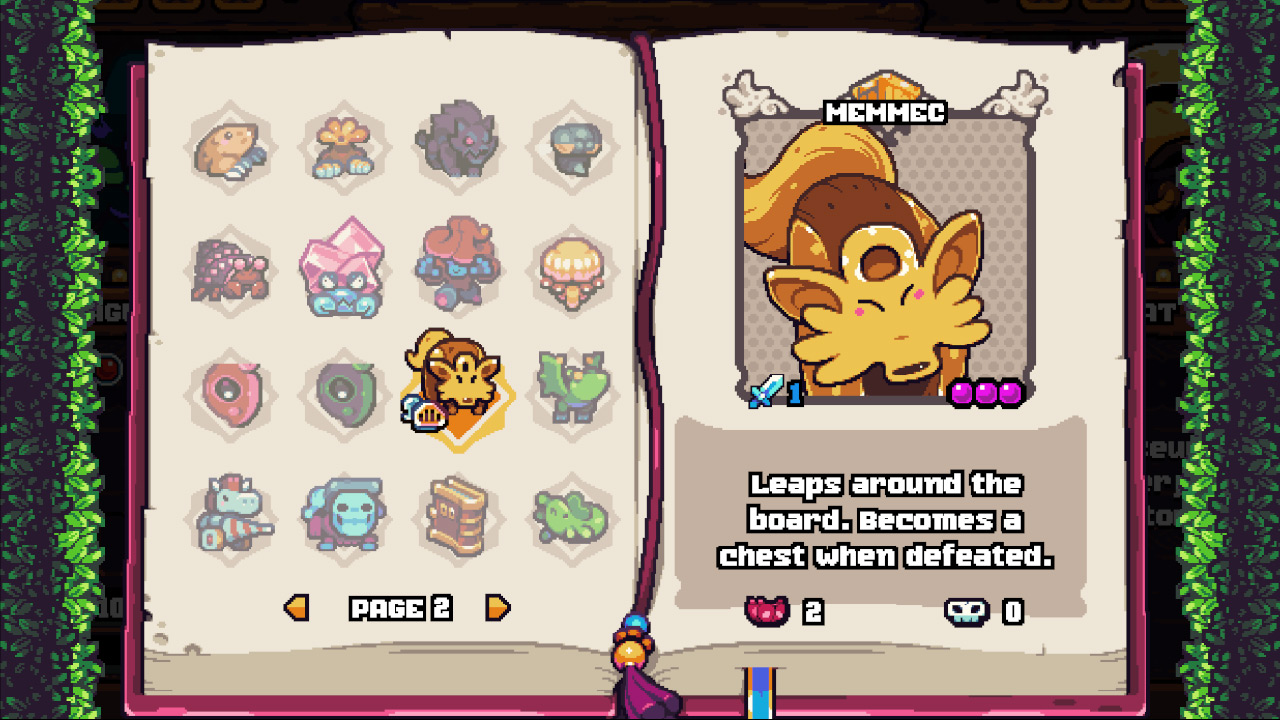 MEMMEC
1
Leaps around the
board. Becomes a
chest when defeated.
PAGE 2
2
0